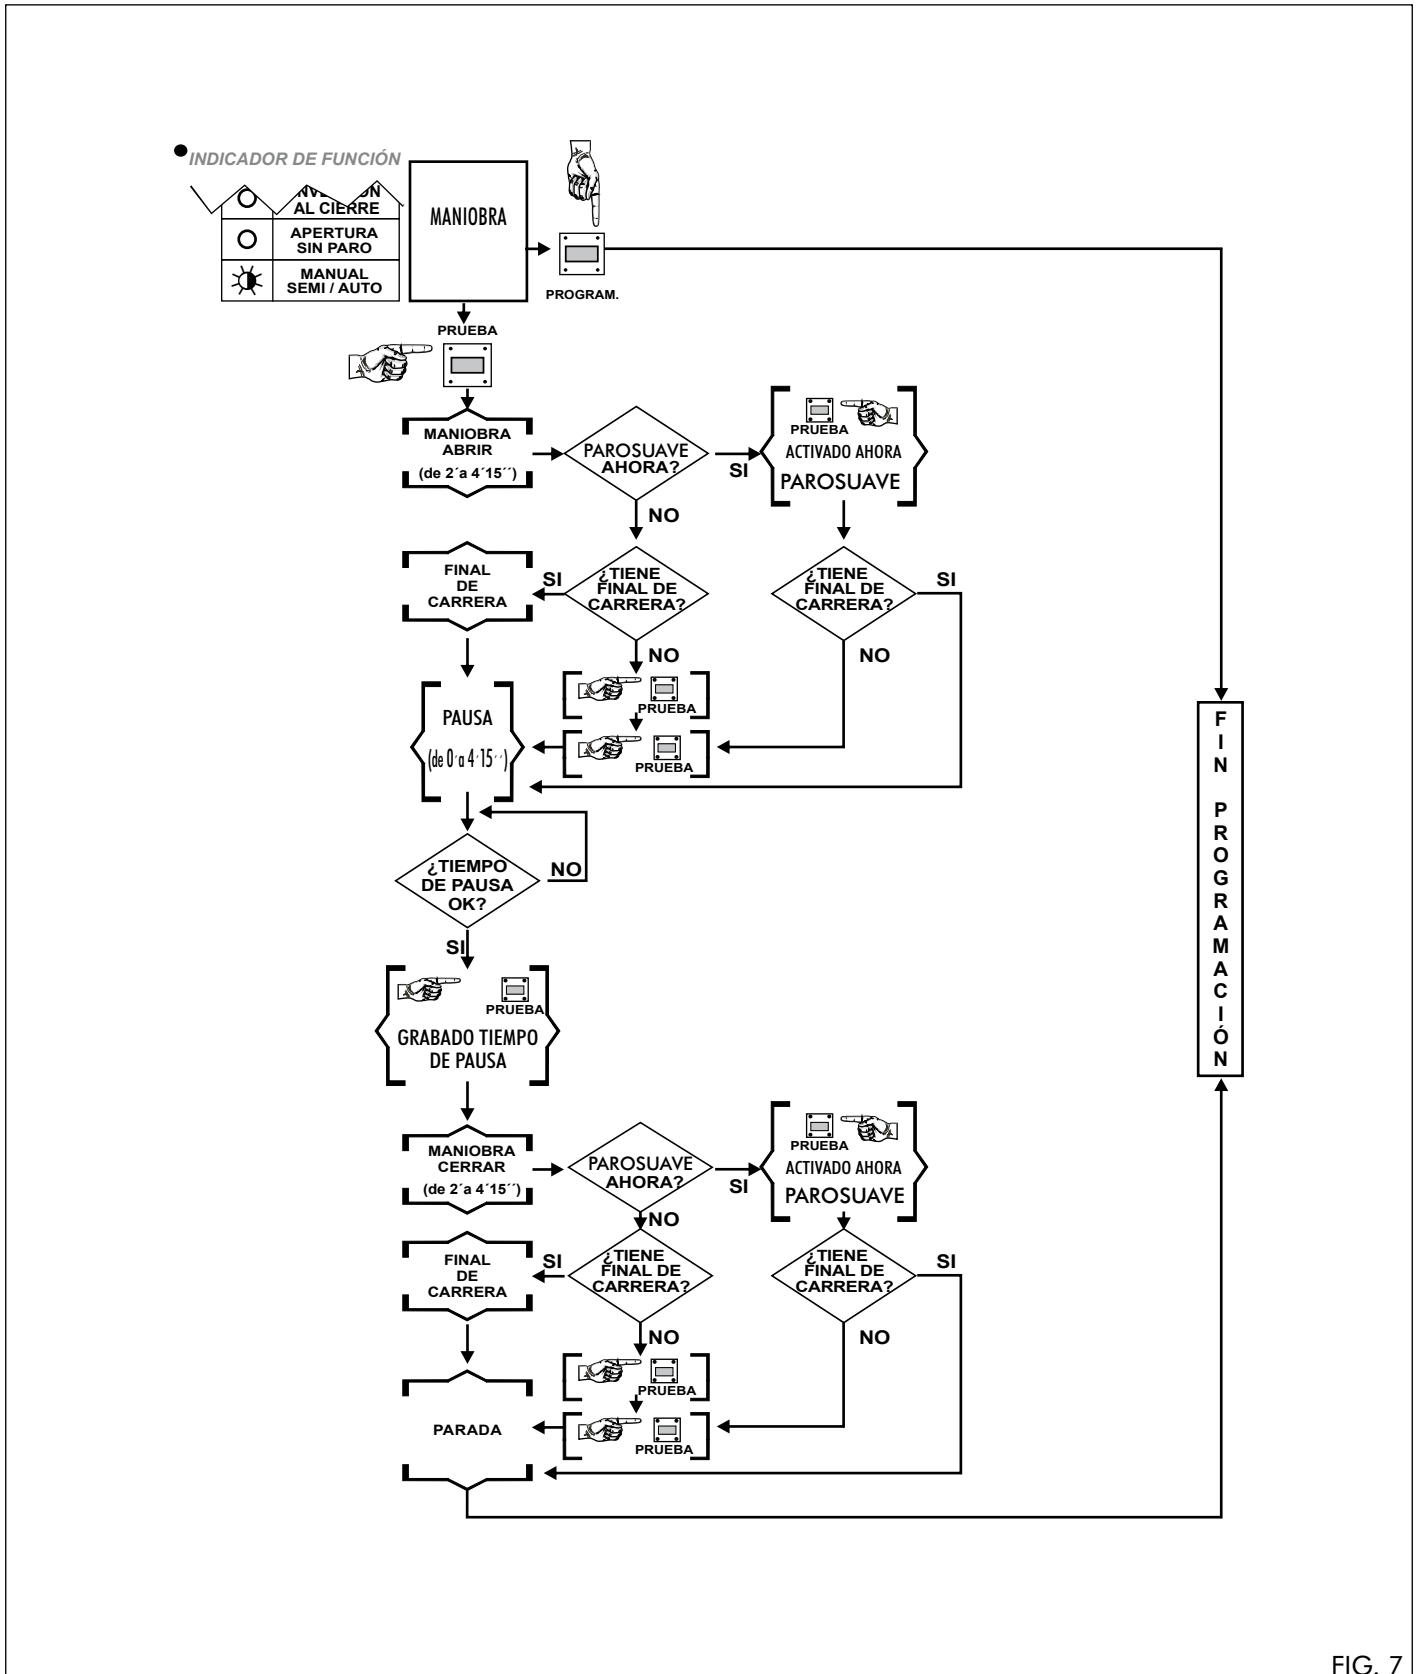 INDICADOR DE FUNCIÓN
AL CIERRE
APERTURA
SIN PARO
MANUAL
SEMI / AUTO
MANIOBRA
PROGRAM.
PRUEBA
MANIOBRA
ABRIR
(de 2´a 4´15´´)
PAROSUAVE
AHORA?
SI
PRUEBA
ACTIVADO AHORA
PAROSUAVE
NO
FINAL
DE
CARRERA
SI
¿TIENE
FINAL DE
CARRERA?
¿TIENE
FINAL DE
CARRERA?
SI
NO
NO
PRUEBA
PRUEBA
PAUSA
(de 0´a 4´15´´)
¿TIEMPO
DE PAUSA
OK?
NO
SI
PRUEBA
GRABADO TIEMPO
DE PAUSA
MANIOBRA
CERRAR
(de 2´a 4´15´´)
PAROSUAVE
AHORA?
SI
PRUEBA
ACTIVADO AHORA
PAROSUAVE
NO
FINAL
DE
CARRERA
SI
¿TIENE
FINAL DE
CARRERA?
¿TIENE
FINAL DE
CARRERA?
SI
NO
NO
PRUEBA
PRUEBA
PARADA
FIN PROGRAMACIÓN
FIG. 7